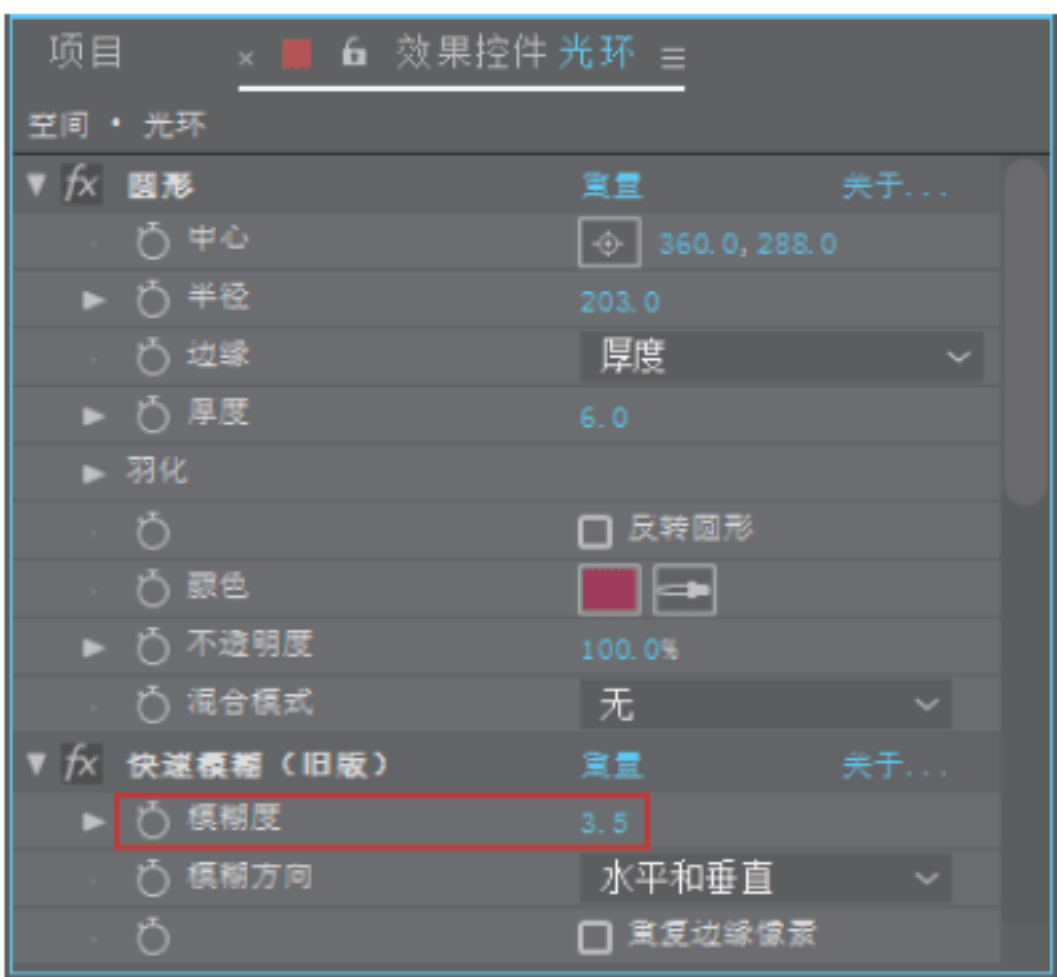 项目 × 效果控件 光环 ≡
空间 • 光环
fx 圆形 重置 关于...
中心 360.0, 288.0
半径 203.0
边缘 厚度
厚度 6.0
羽化
反转圆形
颜色
不透明度 100.0%
混合模式 无
fx 快速模糊（旧版） 重置 关于...
模糊度 3.5
模糊方向 水平和垂直
重复边缘像素